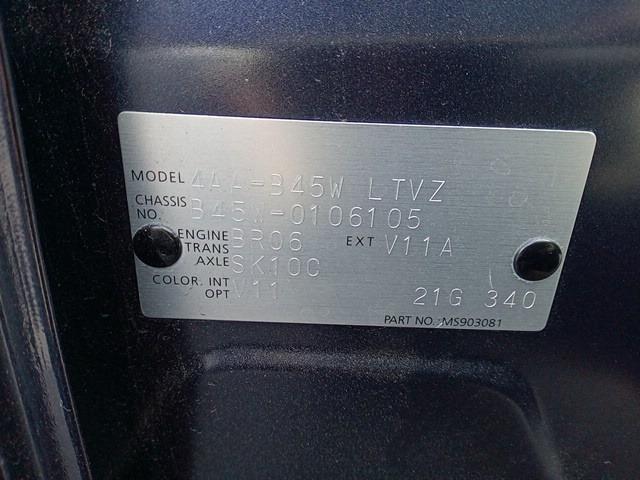 MODEL 4AA-B45W LTVZ
CHASSIS NO. B45W-0106105
ENGINE BR06 EXT V11A
TRANS AXLE SK10C
COLOR. INT V11
OPT 21G 340
PART NO.:MS903081